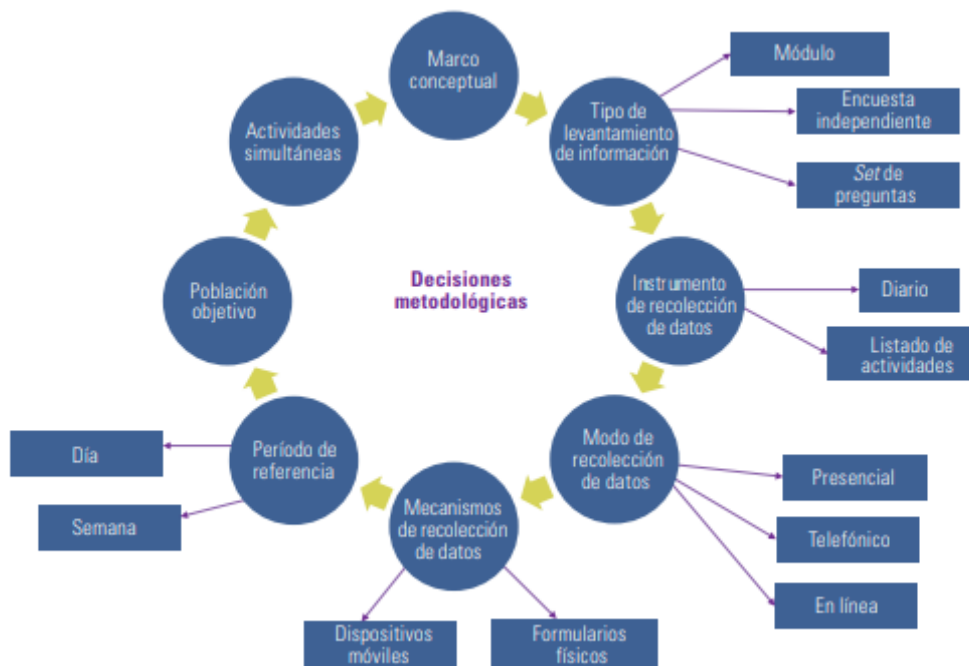 Marco
conceptual
Tipo de
levantamiento
de información
Módulo
Encuesta
independiente
Set de
preguntas
Instrumento
de recolección
de datos
Diario
Listado de
actividades
Modo de
recolección
de datos
Presencial
Telefónico
En línea
Mecanismos
de recolección
de datos
Dispositivos
móviles
Formularios
físicos
Período de
referencia
Día
Semana
Población
objetivo
Actividades
simultáneas
Decisiones
metodológicas